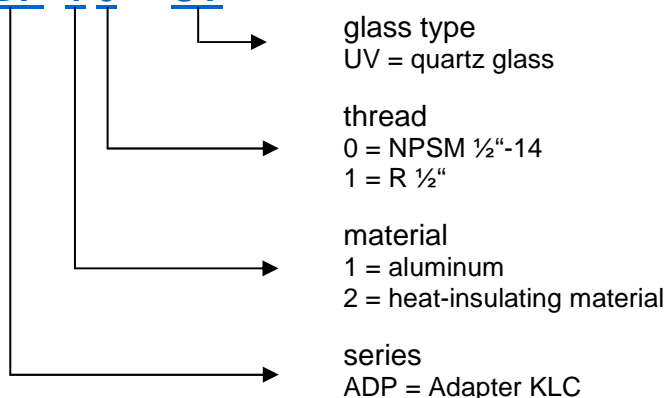 glass type
UV = quartz glass
thread
0 = NPSM ½“-14
1 = R ½“
material
1 = aluminum
2 = heat-insulating material
series
ADP = Adapter KLC